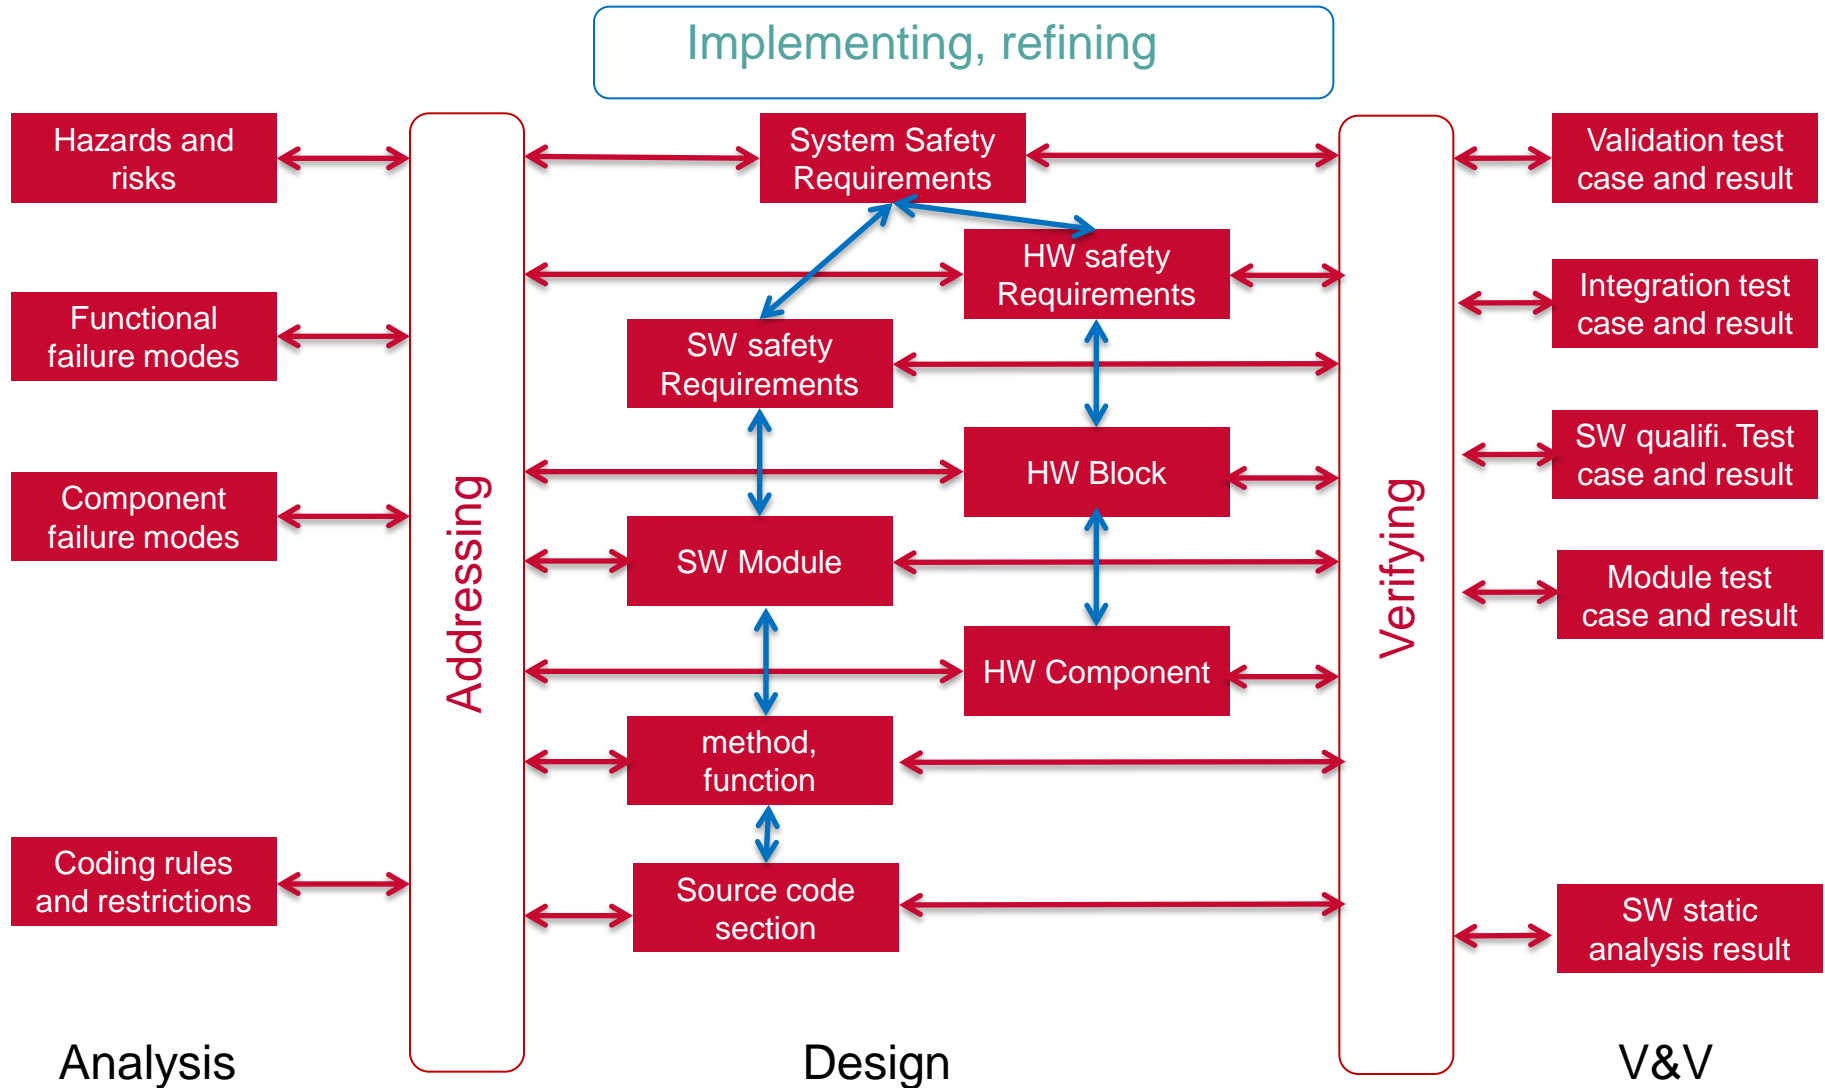 Implementing, refining
Hazards and
risks
Functional
failure modes
Component
failure modes
Coding rules
and restrictions
Analysis
Addressing
System Safety
Requirements
HW safety
Requirements
SW safety
Requirements
HW Block
SW Module
HW Component
method,
function
Source code
section
Design
Verifying
Validation test
case and result
Integration test
case and result
SW qualifi. Test
case and result
Module test
case and result
SW static
analysis result
V&V